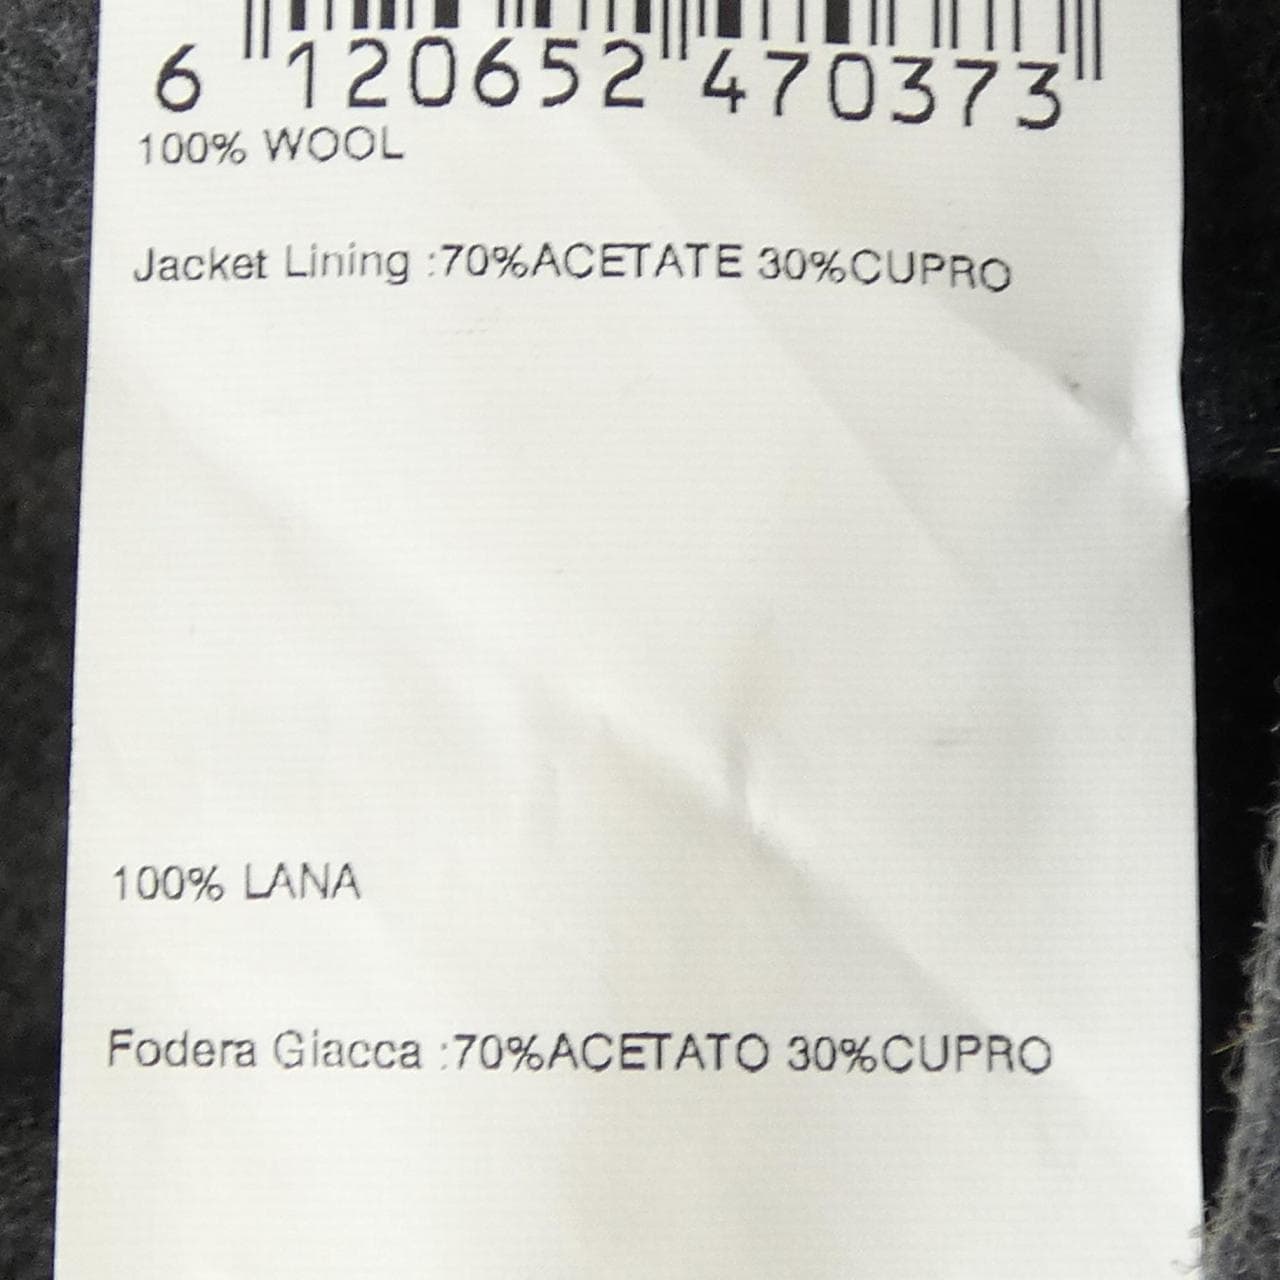 6 120652 470373
100% WOOL
Jacket Lining :70%ACETATE 30%CUPRO
100% LANA
Fodera Giacca :70%ACETATO 30%CUPRO